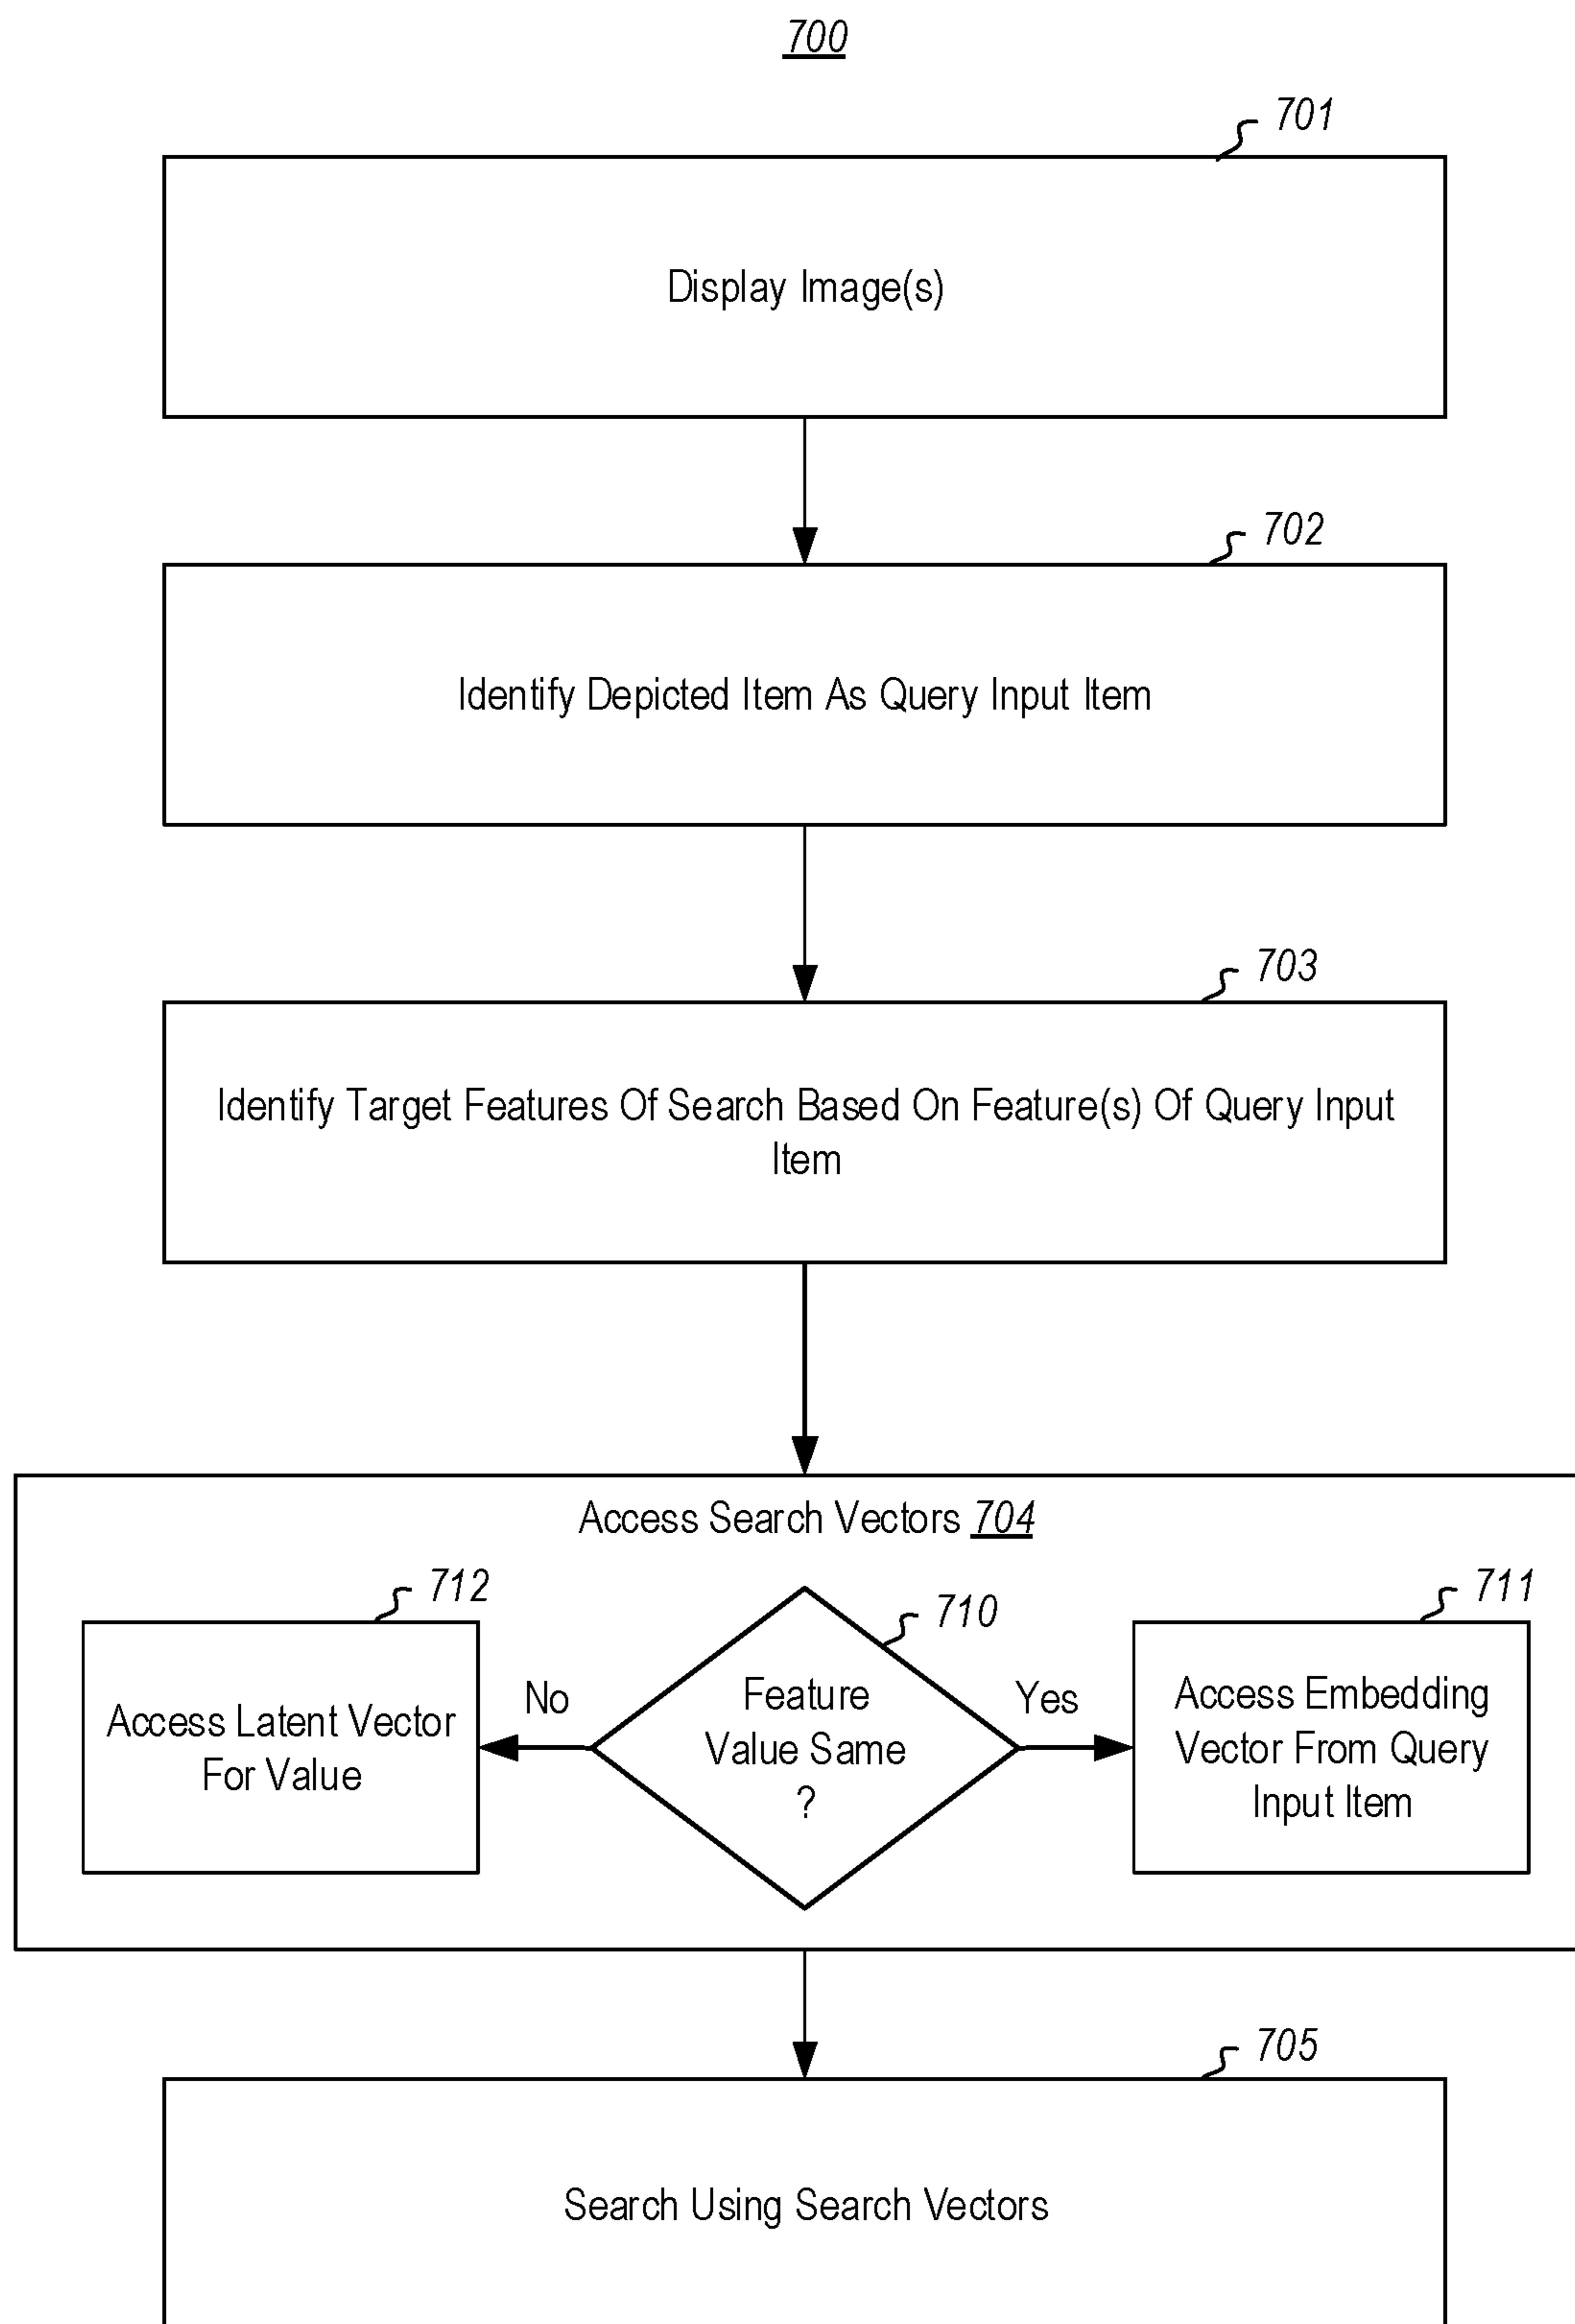 700
701
Display Image(s)
702
Identify Depicted Item As Query Input Item
703
Identify Target Features Of Search Based On Feature(s) Of Query Input
Item
Access Search Vectors 704
712
Access Latent Vector
For Value
No
710
Feature
Value Same
?
Yes
711
Access Embedding
Vector From Query
Input Item
705
Search Using Search Vectors